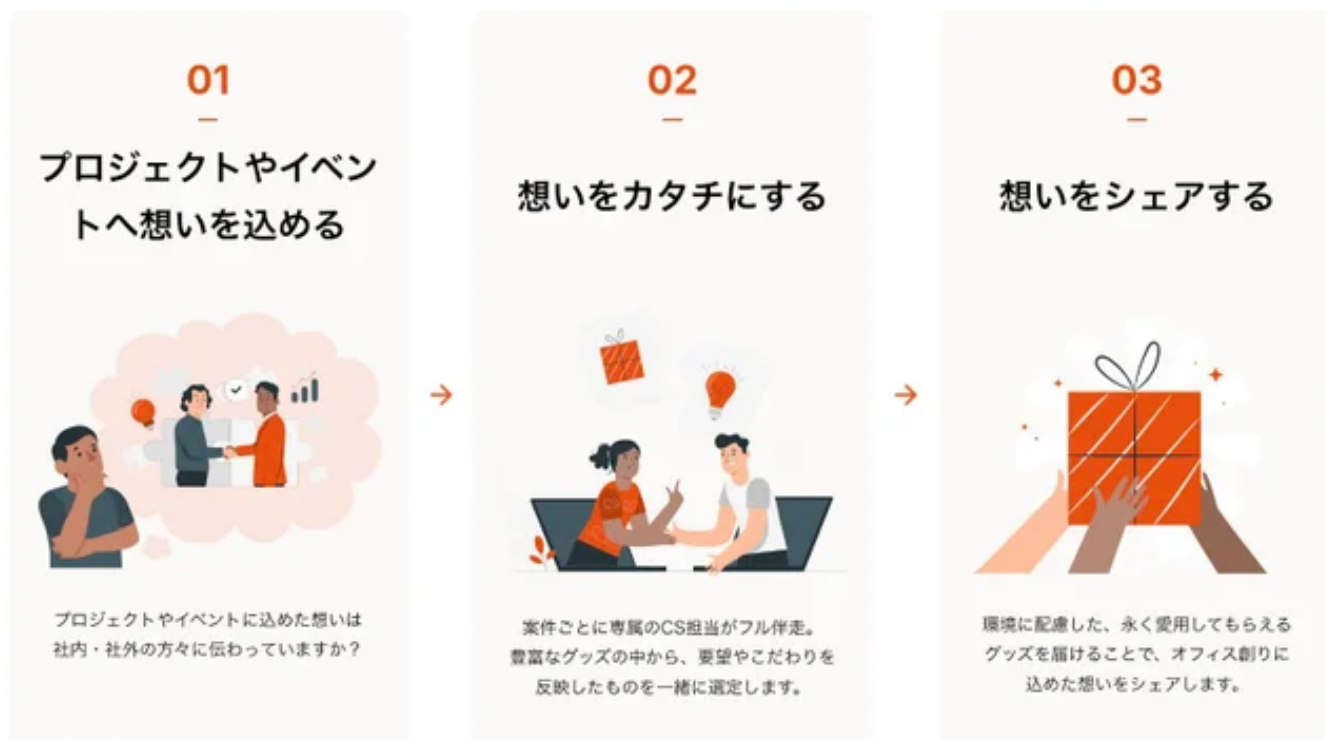 01
プロジェクトやイベン
トへ想いを込める
プロジェクトやイベントに込めた想いは
社内・社外の方々に伝わっていますか？
→
02
想いをカタチにする
案件ごとに専属のCS担当がフル伴走。
豊富なグッズの中から、要望やこだわりを
反映したものを一緒に選定します。
→
03
想いをシェアする
環境に配慮した、永く愛用してもらえる
グッズを届けることで、オフィス創りに
込めた想いをシェアします。